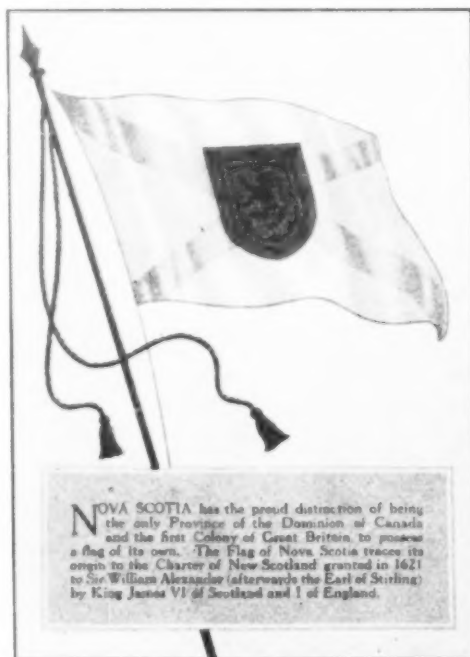 NOVA SCOTIA has the proud distinction of being
the only Province of the Dominion of Canada
and the first Colony of Great Britain to possess
a flag of its own. The Flag of Nova Scotia traces its
origin to the Charter of New Scotland granted in 1621
to Sir William Alexander (afterwards the Earl of Stirling)
by King James VI of Scotland and I of England.